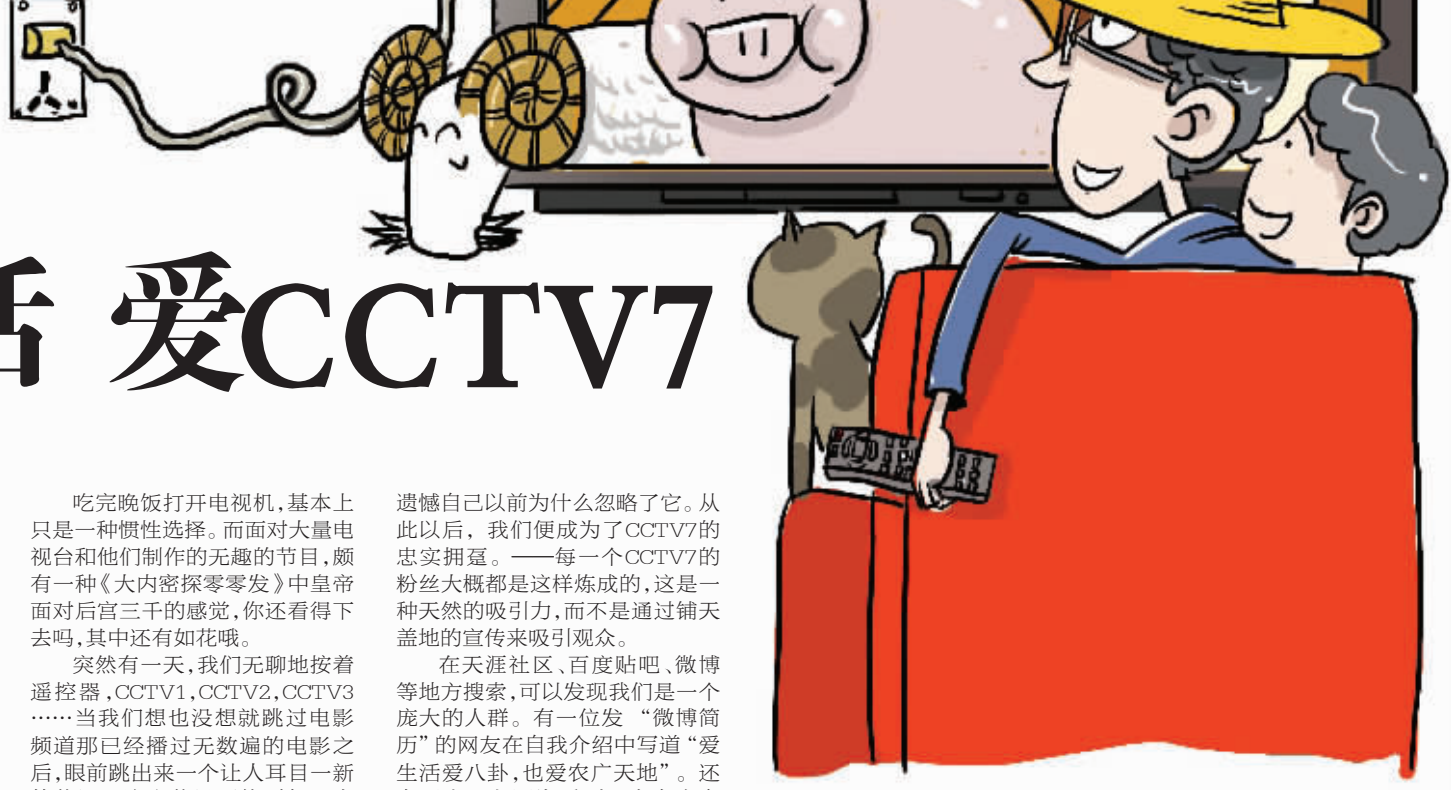 活 爱CCTV7
吃完晚饭打开电视机,基本上
只是一种惯性选择。而面对大量电
视台和他们制作的无趣的节目,颇
有一种《大内密探零零发》中皇帝
面对后宫三千的感觉,你还看得下
去吗,其中还有如花哦。
突然有一天,我们无聊地按着
遥控器,CCTV1,CCTV2,CCTV3
……当我们想也没想就跳过电影
频道那已经播过无数遍的电影之
后,眼前跳出来一个让人耳目一新
遗憾自己以前为什么忽略了它。从
此以后，我们便成为了CCTV7的
忠实拥趸。——每一个CCTV7的
粉丝大概都是这样炼成的,这是一
种天然的吸引力,而不是通过铺天
盖地的宣传来吸引观众。
在天涯社区、百度贴吧、微博
等地方搜索,可以发现我们是一个
庞大的人群。有一位发 “微博简
历”的网友在自我介绍中写道“爱
生活爱八卦,也爱农广天地”。还